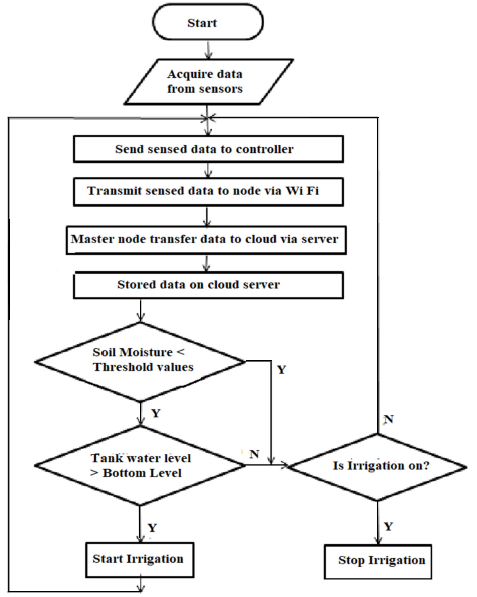 Start
Acquire data
from sensors
Send sensed data to controller
Transmit sensed data to node via Wi Fi
Master node transfer data to cloud via server
Stored data on cloud server
Soil Moisture <
Threshold values
Y
Y
Tank water level
> Bottom Level
N
Is Irrigation on?
N
Y
Y
Start Irrigation
Stop Irrigation